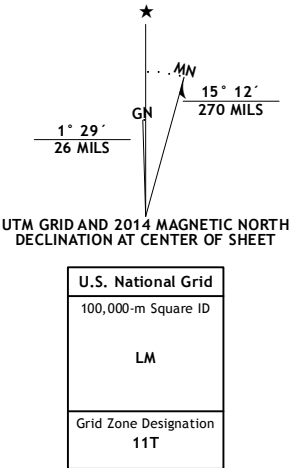 ★
MN
15° 12´
270 MILS
GN
1° 29´
26 MILS
UTM GRID AND 2014 MAGNETIC NORTH
DECLINATION AT CENTER OF SHEET
U.S. National Grid
100,000-m Square ID
LM
Grid Zone Designation
11T